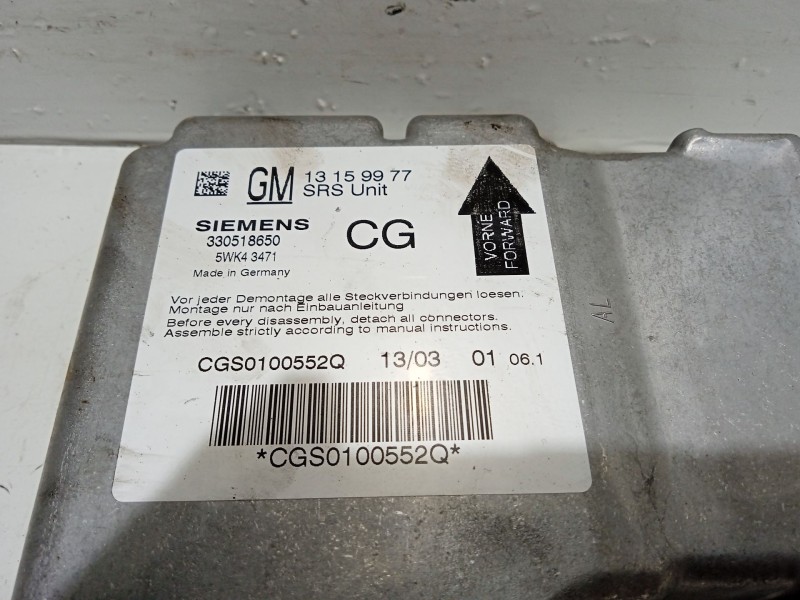 GM 13 15 99 77
SRS Unit
SIEMENS
330518650
5WK4 3471
Made in Germany
CG
VORNE
FORWARD
Vor jeder Demontage alle Steckverbindungen loesen.
Montage nur nach Einbauanleitung
Before every disassembly, detach all connectors.
Assemble strictly according to manual instructions.
CGS0100552Q 13/03 01 06.1
*CGS0100552Q*
AL